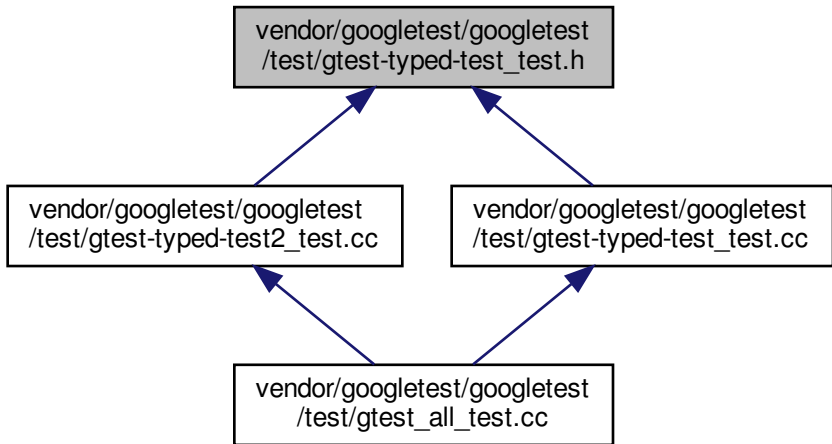 vendor/googletest/googletest
/test/gtest-typed-test_test.h
vendor/googletest/googletest
/test/gtest-typed-test2_test.cc
vendor/googletest/googletest
/test/gtest-typed-test_test.cc
vendor/googletest/googletest
/test/gtest_all_test.cc